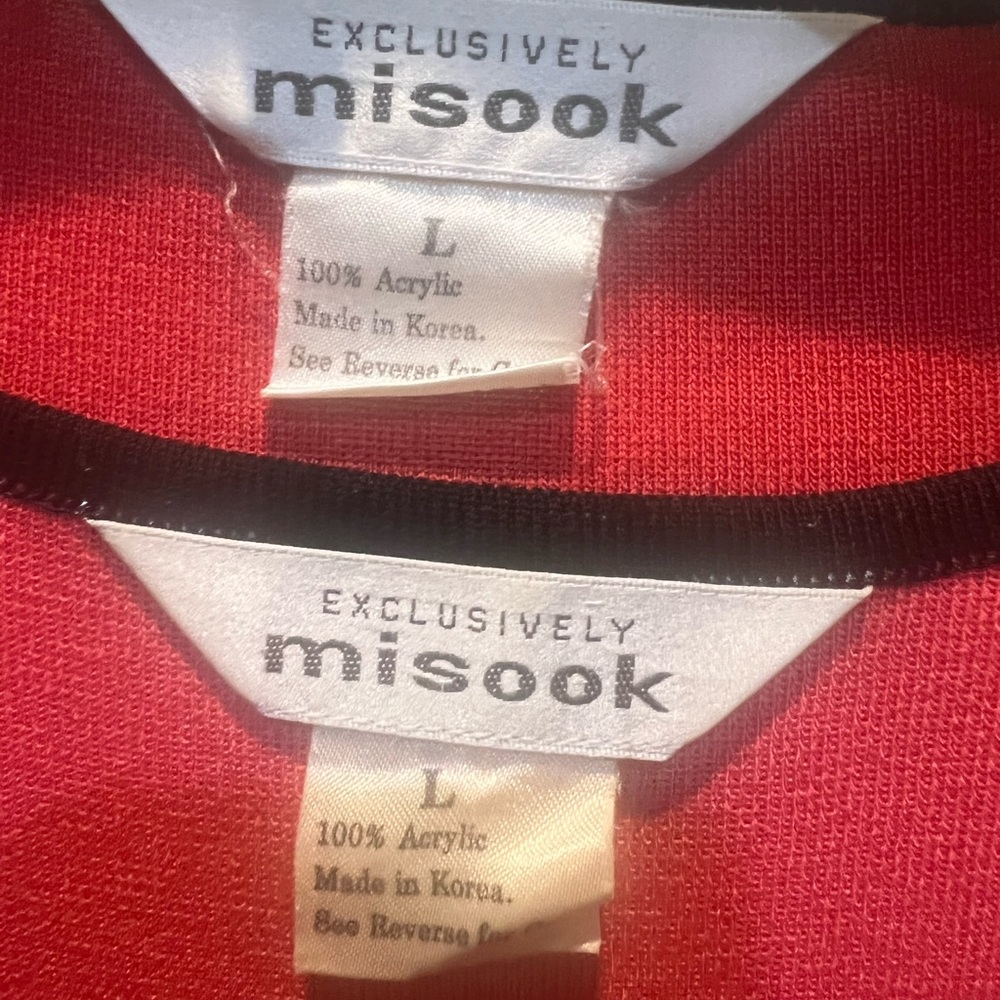 EXCLUSIVELY
misook
L
100% Acrylic
Made in Korea.
See Reverse for
EXCLUSIVELY
misook
L
100% Acrylic
Made in Korea.
See Reverse for